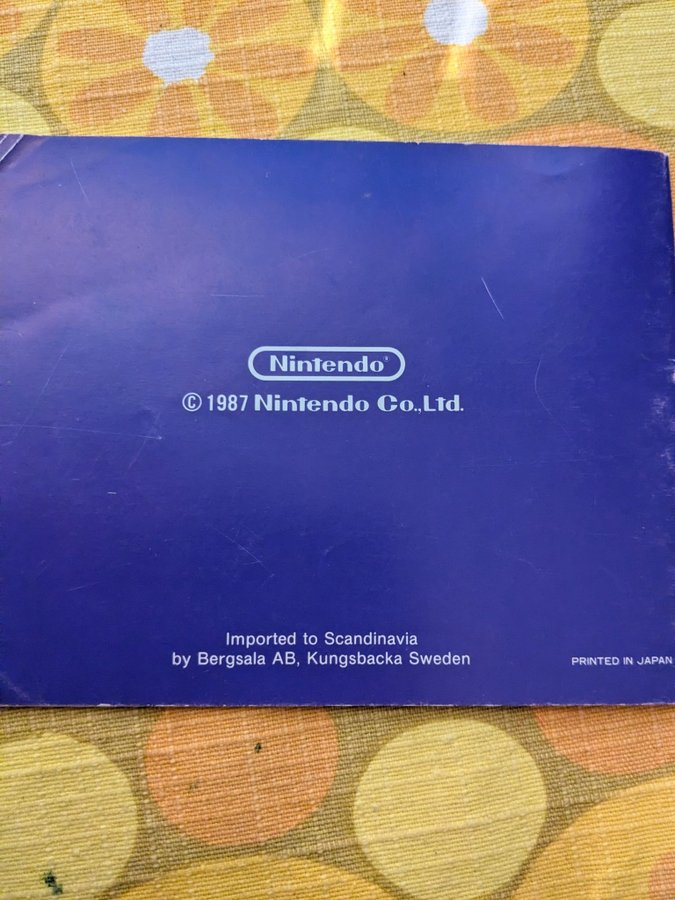 Nintendo®
© 1987 Nintendo Co.,Ltd.
Imported to Scandinavia
by Bergsala AB, Kungsbacka Sweden
PRINTED IN JAPAN